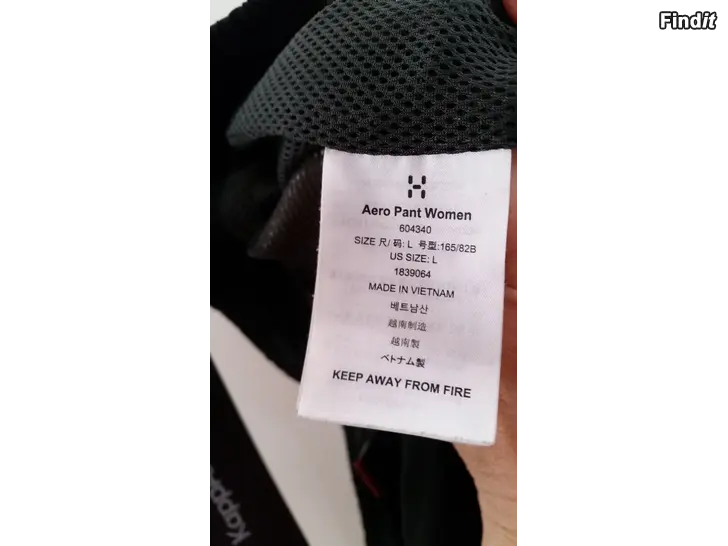 Findit
Aero Pant Women
604340
SIZE 尺/ 码: L 号型:165/82B
US SIZE: L
1839064
MADE IN VIETNAM
베트남산
越南制造
越南製
ベトナム製
KEEP AWAY FROM FIRE
Kapp